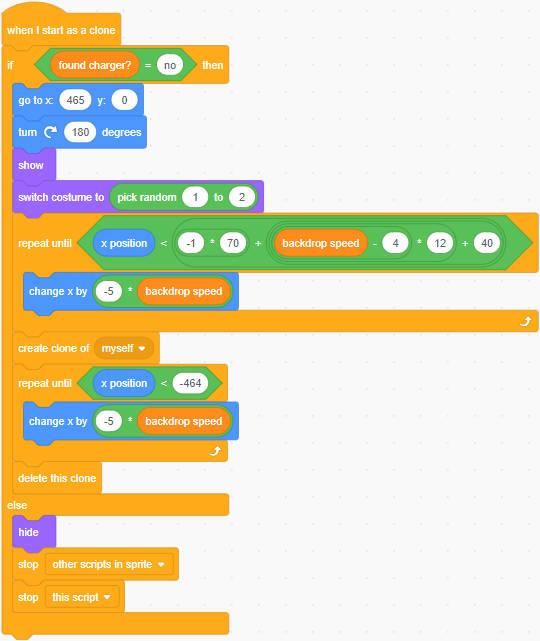 when I start as a clone
if found charger? = no then
go to x: 465 y: 0
turn 180 degrees
show
switch costume to pick random 1 to 2
repeat until x position < -1 * 70 + backdrop speed - 4 * 12 + 40
change x by -5 * backdrop speed
create clone of myself
repeat until x position < -464
change x by -5 * backdrop speed
delete this clone
else
hide
stop other scripts in sprite
stop this script